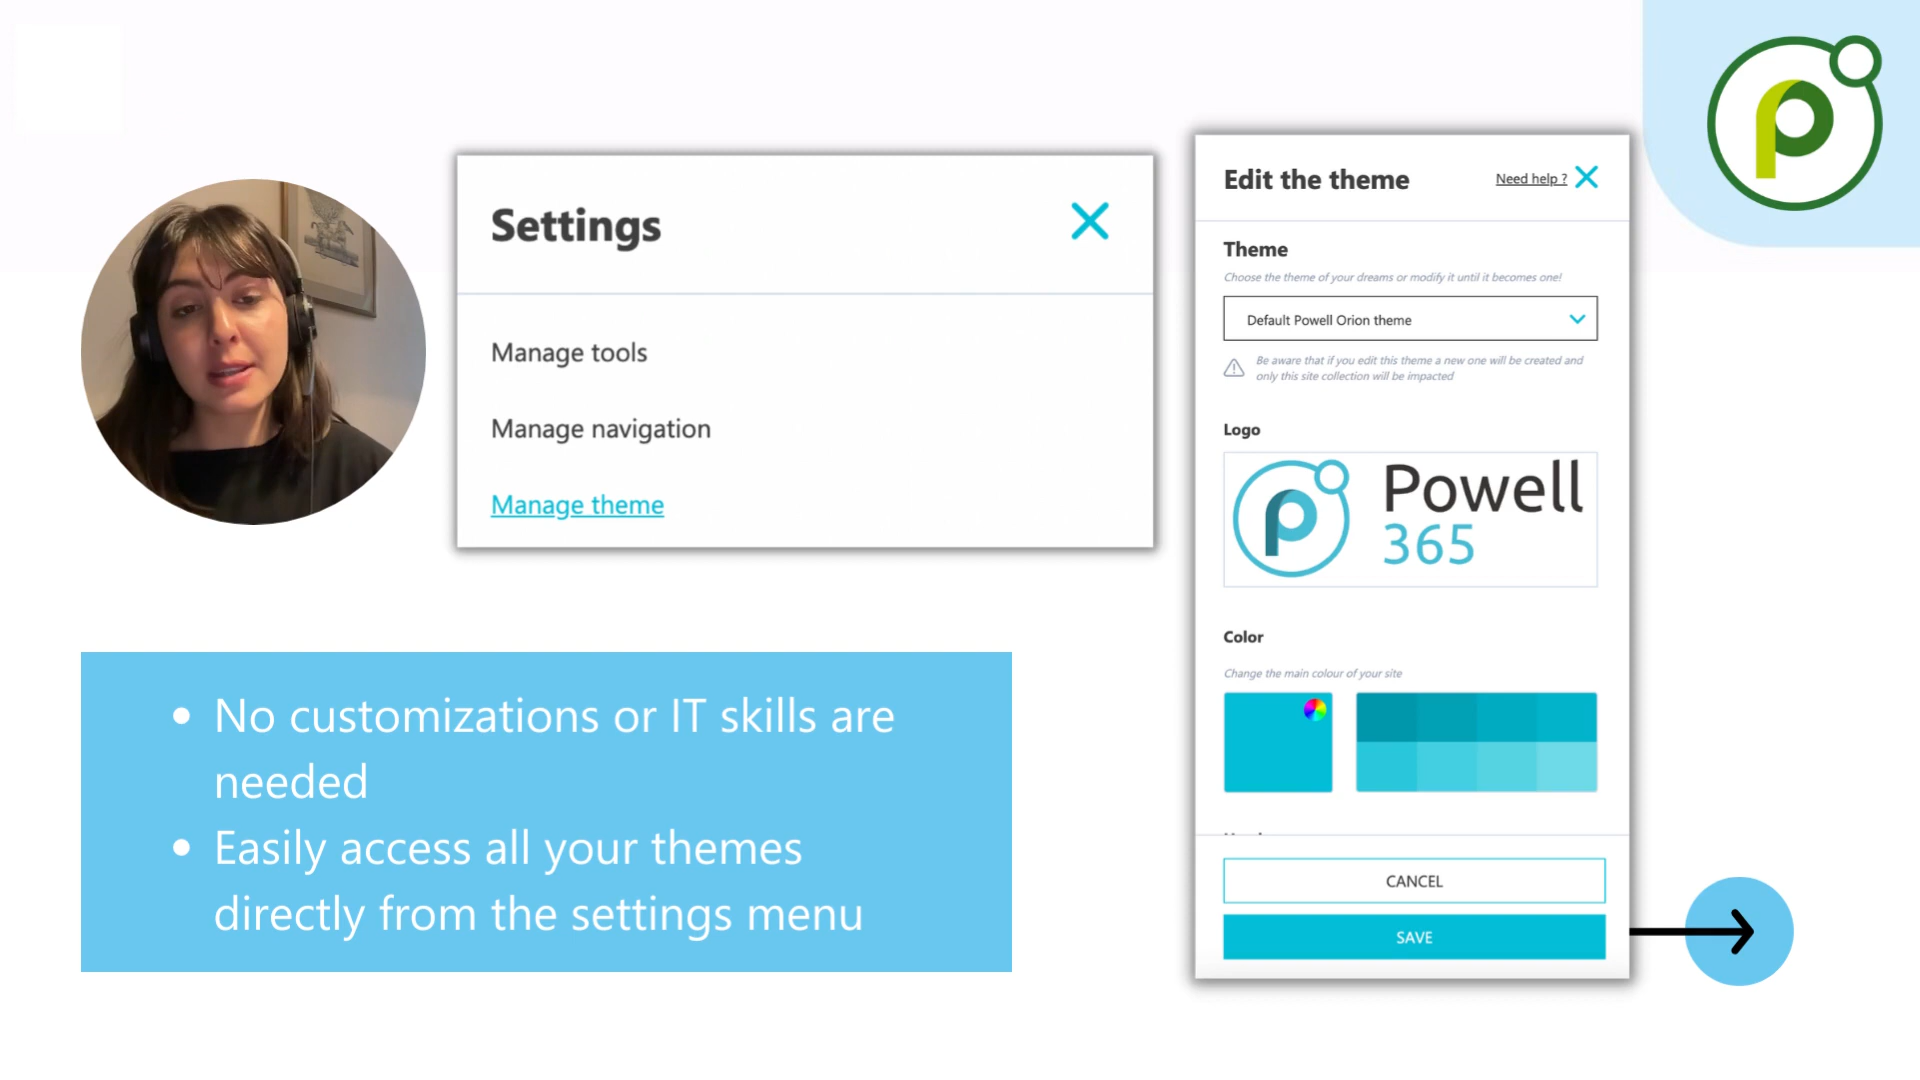 Settings
Manage tools
Manage navigation
Manage theme
• No customizations or IT skills are
needed
• Easily access all your themes
directly from the settings menu
Edit the theme
Need help ?
Theme
Choose the theme of your dreams or modify it until it becomes one!
Default Powell Orion theme
Be aware that if you edit this theme a new one will be created and
only this site collection will be impacted
Logo
Powell
365
Color
Change the main colour of your site
CANCEL
SAVE